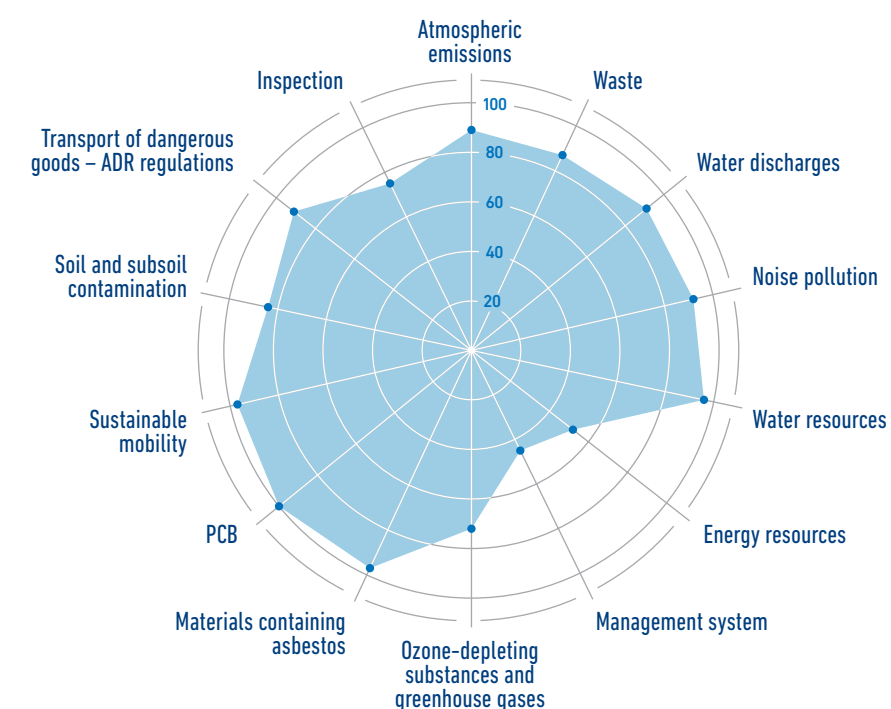 Atmospheric
emissions
Waste
Inspection
100
Transport of dangerous
goods – ADR regulations
80
Water discharges
60
40
Soil and subsoil
contamination
Noise pollution
20
Sustainable
mobility
Water resources
PCB
Energy resources
Materials containing
asbestos
Management system
Ozone-depleting
substances and
greenhouse gases